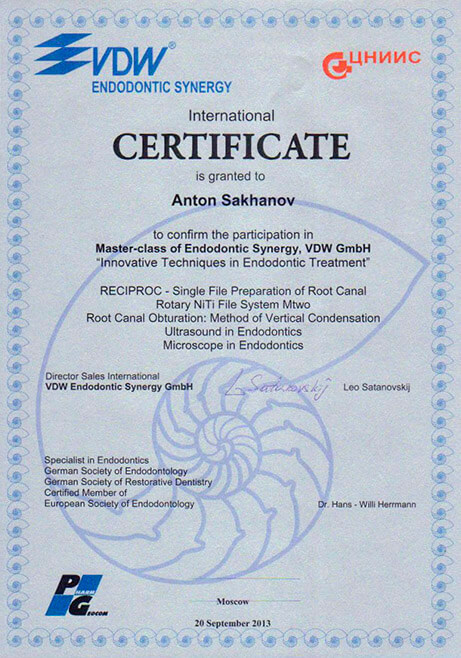 VDW®
ENDODONTIC SYNERGY
ЦНИИС
International
CERTIFICATE
is granted to
Anton Sakhanov
to confirm the participation in
Master-class of Endodontic Synergy, VDW GmbH
"Innovative Techniques in Endodontic Treatment"
RECIPROC - Single File Preparation of Root Canal
Rotary NiTi File System Mtwo
Root Canal Obturation: Method of Vertical Condensation
Ultrasound in Endodontics
Microscope in Endodontics
Director Sales International
VDW Endodontic Synergy GmbH
L Satanovskij
Leo Satanovskij
Specialist in Endodontics
German Society of Endodontology
German Society of Restorative Dentistry
Certified Member of
European Society of Endodontology
Dr. Hans - Willi Herrmann
PHARM
GEOCOM
Moscow
20 September 2013